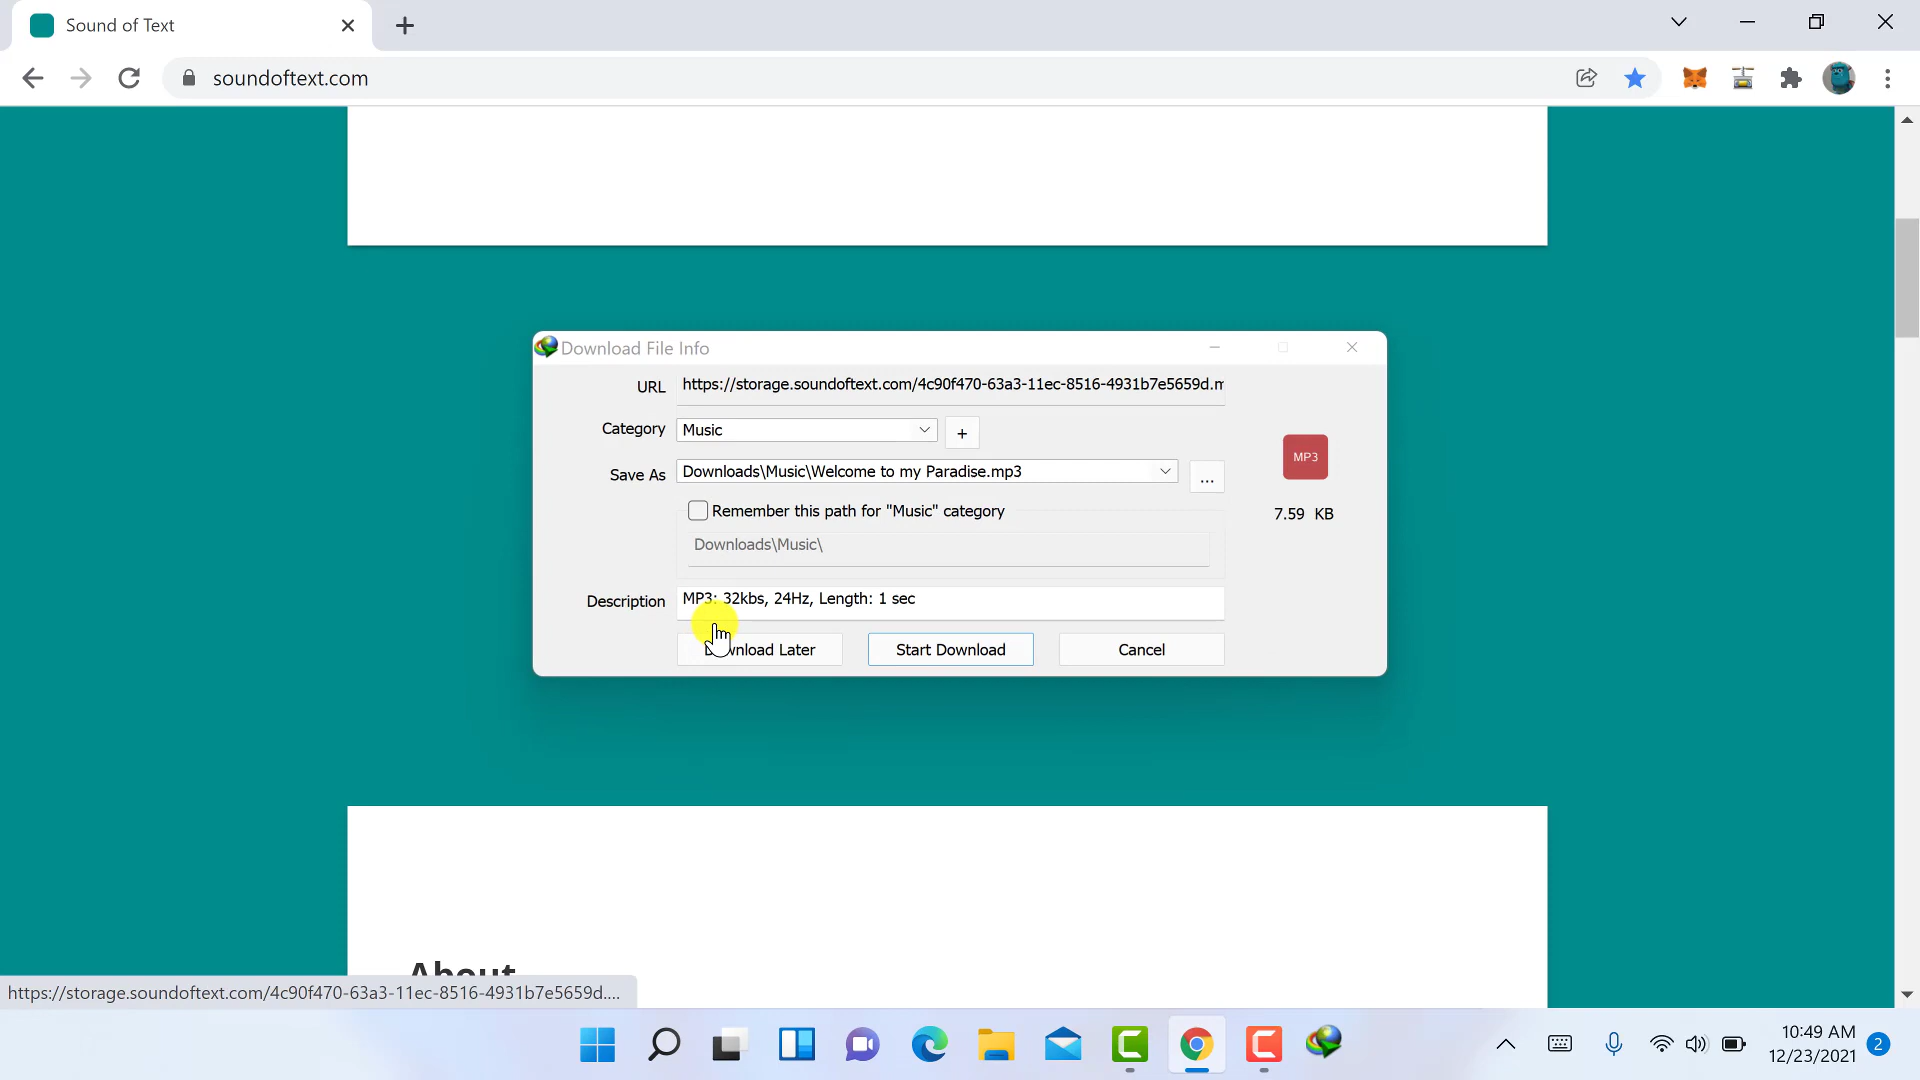 Sound of Text
soundoftext.com
Download File Info
URL https://storage.soundoftext.com/4c90f470-63a3-11ec-8516-4931b7e5659d.m
Category Music +
MP3
Save As Downloads\Music\Welcome to my Paradise.mp3 ...
Remember this path for "Music" category
7.59 KB
Downloads\Music\
Description MP3: 32kbs, 24Hz, Length: 1 sec
Download Later Start Download Cancel
About
https://storage.soundoftext.com/4c90f470-63a3-11ec-8516-4931b7e5659d....
10:49 AM
12/23/2021 2